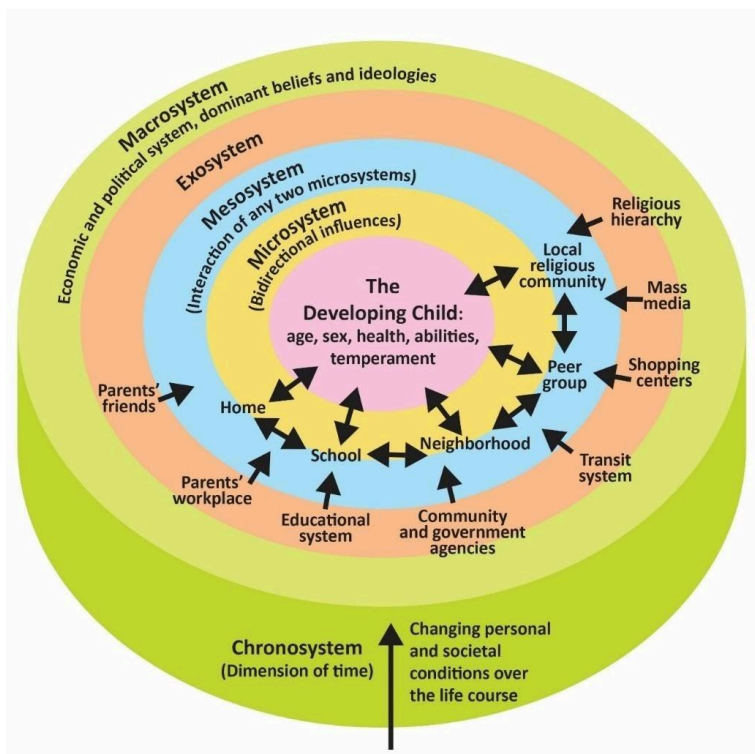 Macrosystem
Economic and political system, dominant beliefs and ideologies
Exosystem
Mesosystem
(Interaction of any two microsystems)
Microsystem
(Bidirectional influences)
The
Developing Child:
age, sex, health, abilities,
temperament
Religious
hierarchy
Local
religious
community
Mass
media
Peer
group
Shopping
centers
Parents'
friends
Home
School
Neighborhood
Transit
system
Parents'
workplace
Educational
system
Community
and government
agencies
Chronosystem
(Dimension of time)
Changing personal
and societal
conditions over
the life course